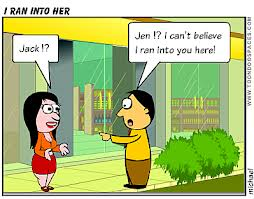 I RAN INTO HER
Jack!?
Jen !? I can't believe
I ran into you here!
WWW.TOONDOOSPACES.COM
michael